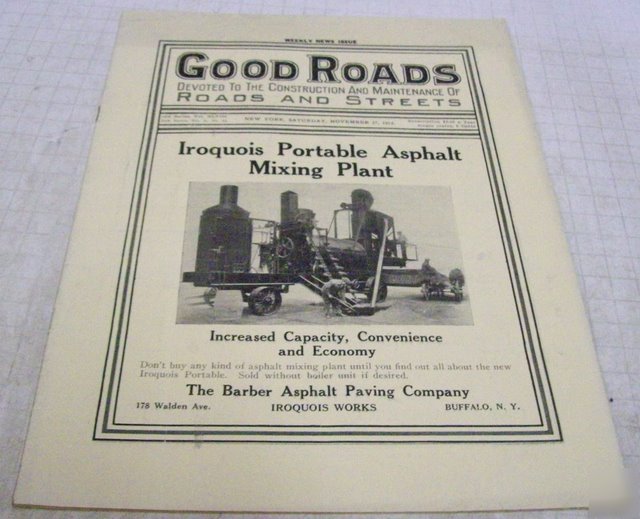 WEEKLY NEWS ISSUE
GOOD ROADS
DEVOTED TO THE CONSTRUCTION AND MAINTENANCE OF
ROADS AND STREETS
NEW YORK, SATURDAY, NOVEMBER
Iroquois Portable Asphalt
Mixing Plant
Increased Capacity, Convenience
and Economy
Don't buy any kind of asphalt mixing plant until you find out all about the new
Iroquois Portable. Sold without boiler unit if desired.
The Barber Asphalt Paving Company
178 Walden Ave. IROQUOIS WORKS BUFFALO, N. Y.